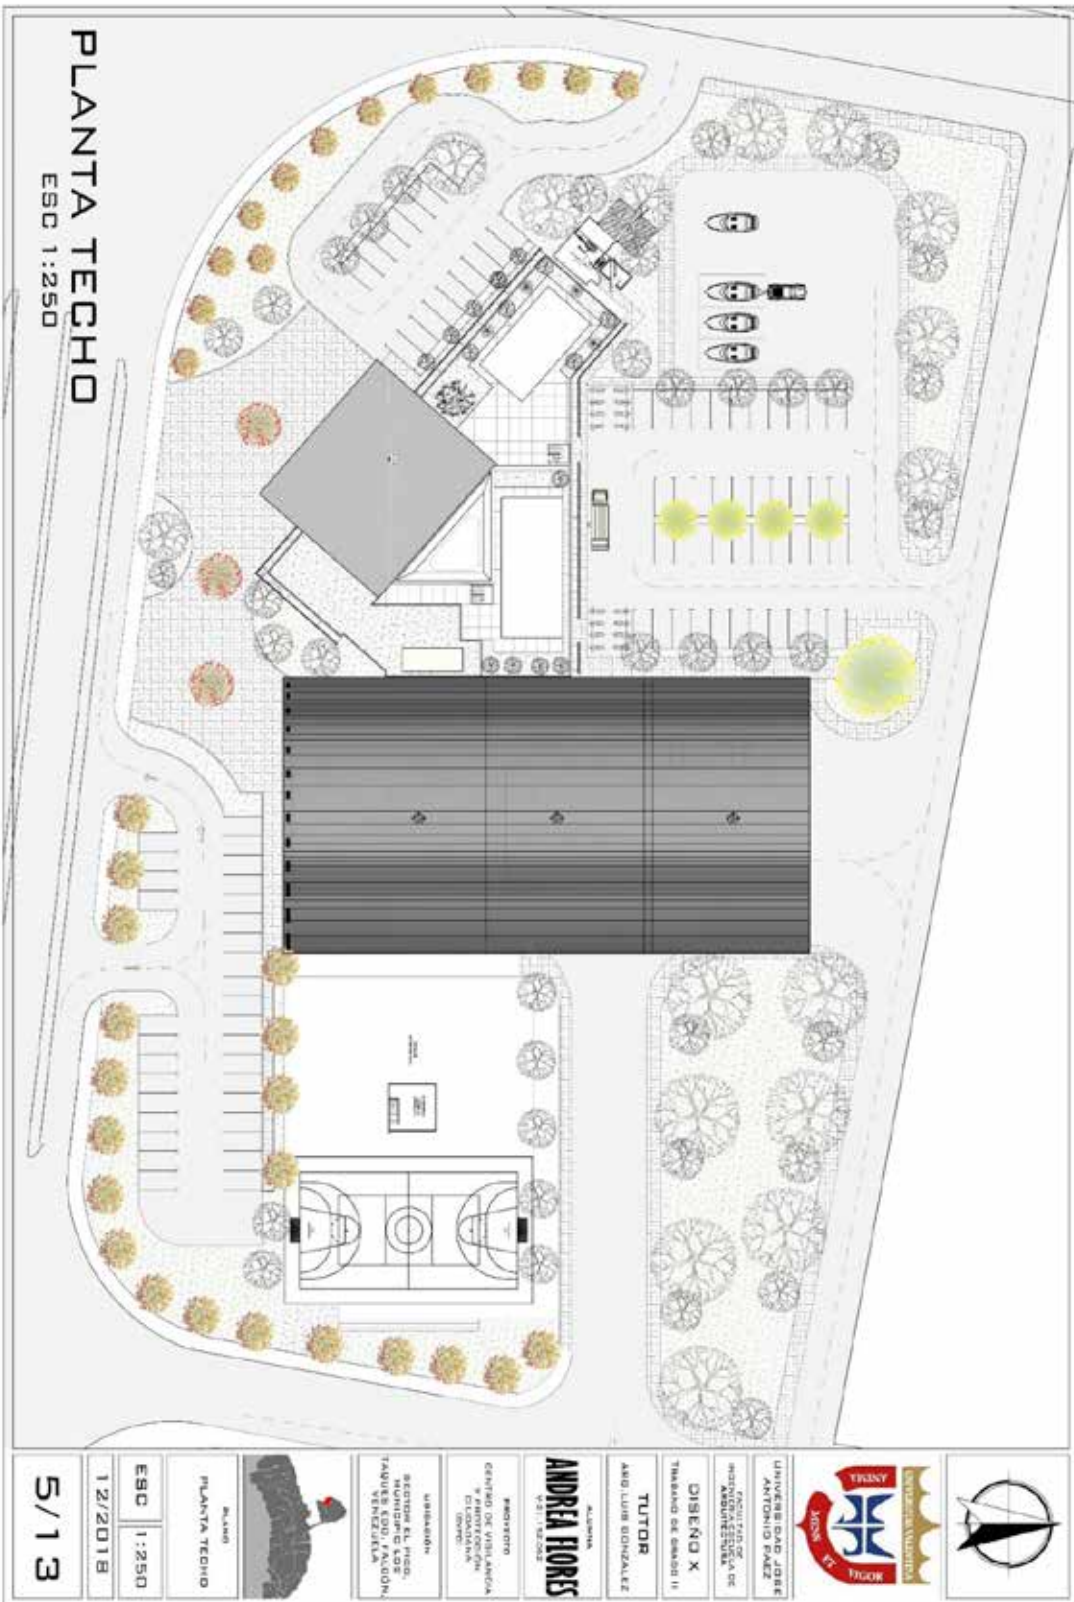 PLANTA TECHO
ESC 1:250
UNIVERSIDAD JOSE
ANTONIO PAEZ
FACULTAD DE
INGENIERIA ESCUELA DE
ARQUITECTURA
DISEÑO X
TRABAJO DE GRADO II
TUTOR
ARQ. LUIS GONZALEZ
ALUMNA
ANDREA FLORES
PROYECTO
CENTRO DE VIGILANCIA
Y PROTECCIÓN
CIUDADANA
UBICACIÓN
SECTOR EL PICO,
MUNICIPIO LOS
TAQUES EDO. FALCÓN,
VENEZUELA
PLANO
PLANTA TECHO
ESC
1:250
12/2018
5/13